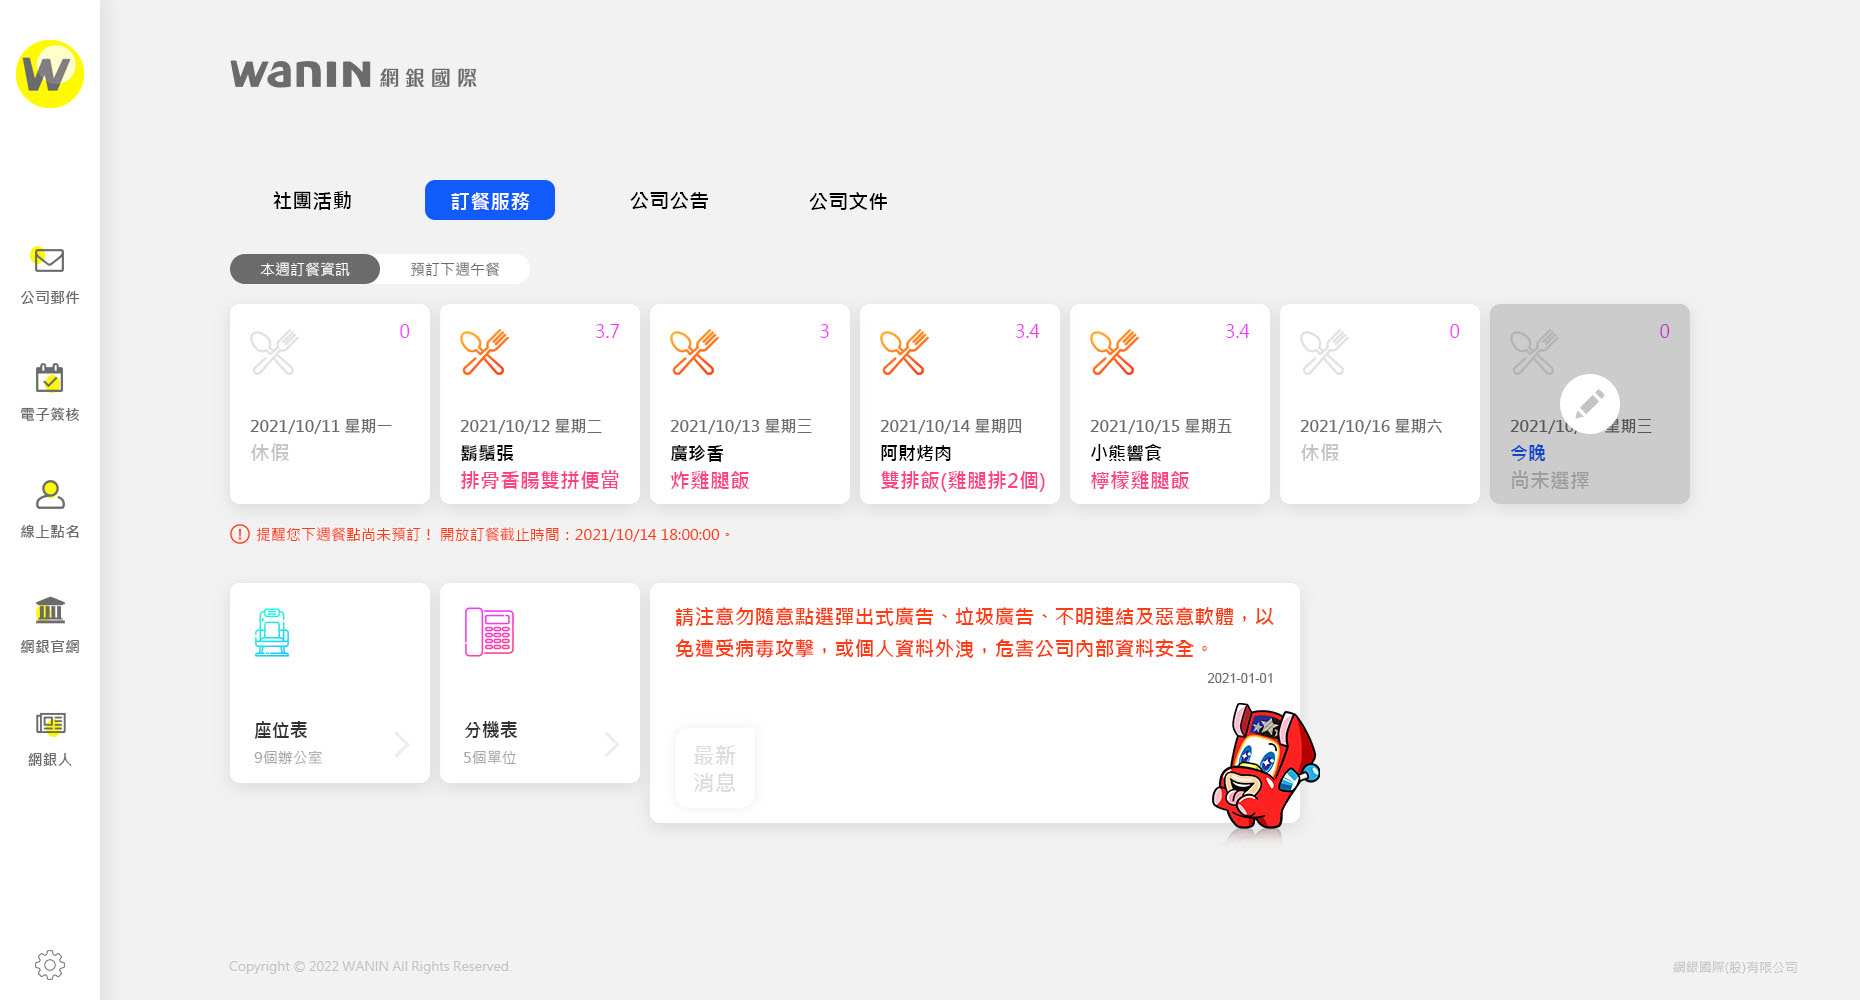 W
wanin 網銀國際
社團活動 訂餐服務 公司公告 公司文件
本週訂餐資訊 預訂下週午餐
公司郵件
電子簽核
線上點名
網銀官網
網銀人
0
2021/10/11 星期一
休假
3.7
2021/10/12 星期二
鬍鬚張
排骨香腸雙拼便當
3
2021/10/13 星期三
廣珍香
炸雞腿飯
3.4
2021/10/14 星期四
阿財烤肉
雙排飯(雞腿排2個)
3.4
2021/10/15 星期五
小熊饗食
檸檬雞腿飯
0
2021/10/16 星期六
休假
0
2021/10/ 星期三
今晚
尚未選擇
提醒您下週餐點尚未預訂！ 開放訂餐截止時間：2021/10/14 18:00:00。
座位表
9個辦公室
分機表
5個單位
請注意勿隨意點選彈出式廣告、垃圾廣告、不明連結及惡意軟體，以
免遭受病毒攻擊，或個人資料外洩，危害公司內部資料安全。
2021-01-01
最新
消息
Copyright © 2022 WANIN All Rights Reserved.
網銀國際(股)有限公司